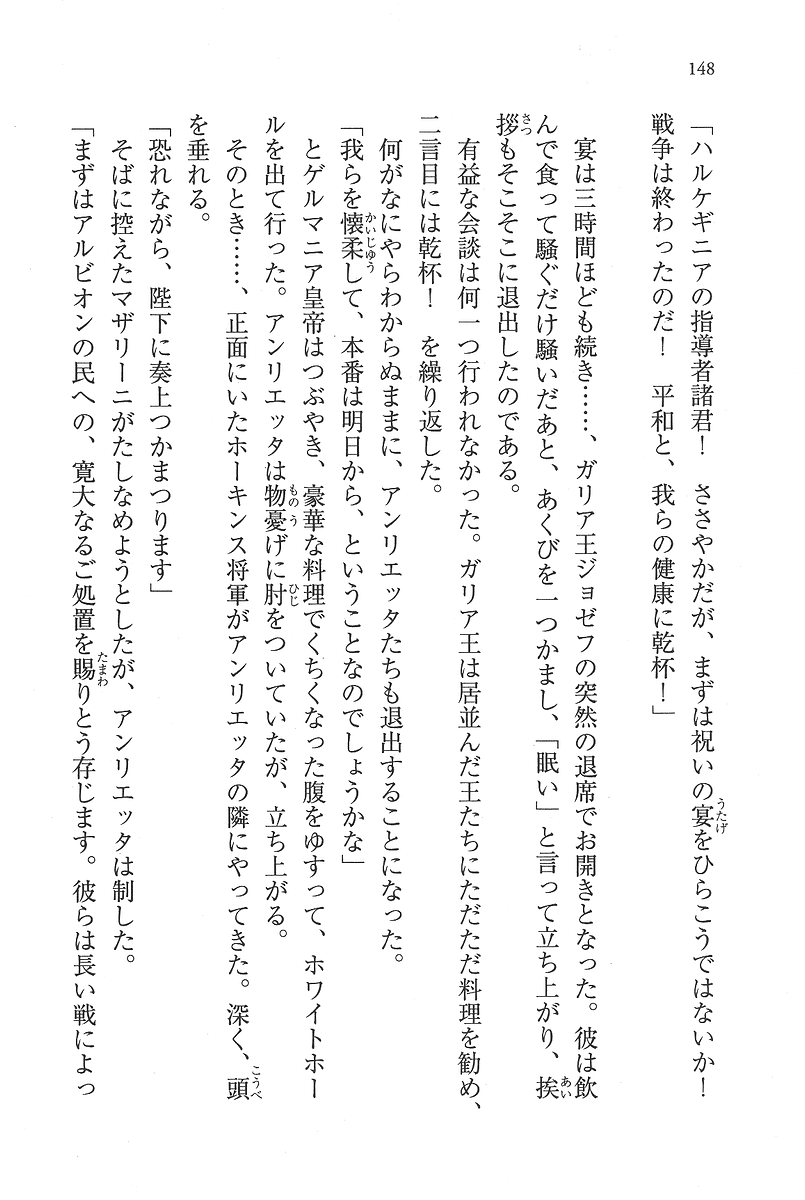 148
「ハルケギニアの指導者諸君！　ささやかだが、まずは祝いの宴をひらこうではないか！
戦争は終わったのだ！　平和と、我らの健康に乾杯！」
宴は三時間ほども続き……、ガリア王ジョゼフの突然の退席でお開きとなった。彼は飲
んで食って騒ぐだけ騒いだあと、あくびを一つかまし、「眠い」と言って立ち上がり、挨
拶もそこそこに退出したのである。
有益な会談は何一つ行われなかった。ガリア王は居並んだ王たちにただただ料理を勧め、
二言目には乾杯！　を繰り返した。
何がなにやらわからぬままに、アンリエッタたちも退出することになった。
「我らを懐柔して、本番は明日から、ということなのでしょうかな」
とゲルマニア皇帝はつぶやき、豪華な料理でくちくなった腹をゆすって、ホワイトホー
ルを出て行った。アンリエッタは物憂げに肘をついていたが、立ち上がる。
そのとき……、正面にいたホーキンス将軍がアンリエッタの隣にやってきた。深く、頭
を垂れる。
「恐れながら、陛下に奏上つかまつります」
そばに控えたマザリーニがたしなめようとしたが、アンリエッタは制した。
「まずはアルビオンの民への、寛大なるご処置を賜りとう存じます。彼らは長い戦によっ